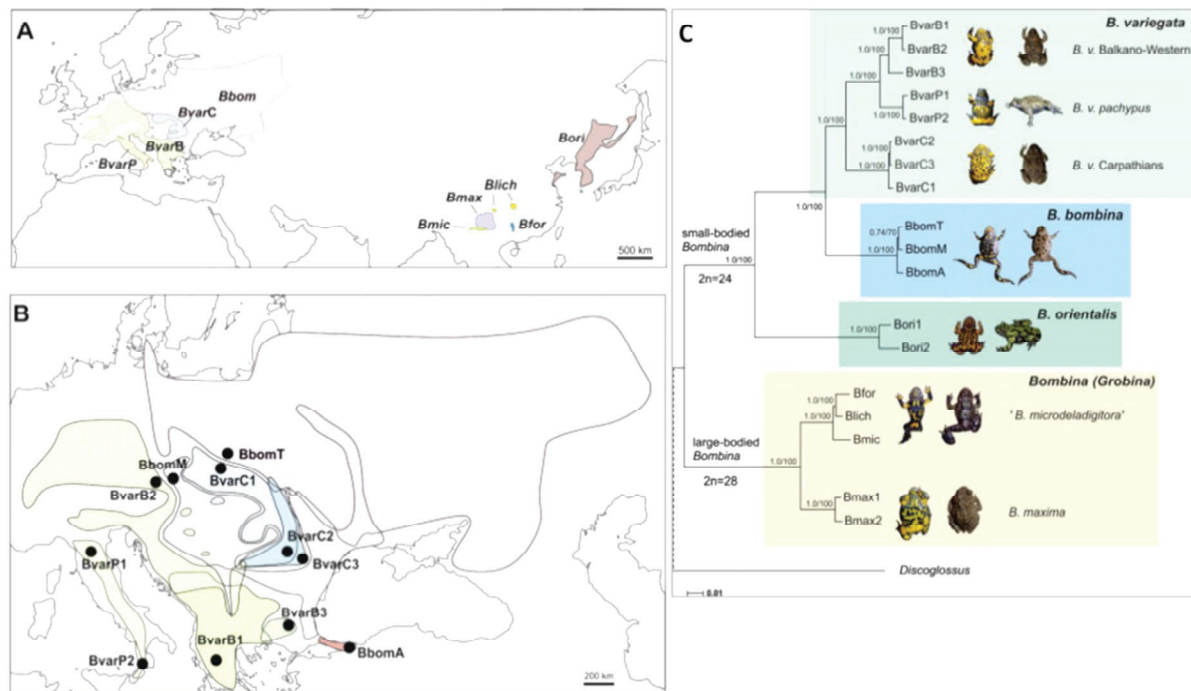 A
Bbom
BvarC
BvarB
BvarP
Bori
Blich
Bmax
Bmic
Bfor
500 km
B
BbomT
BbomM
BvarC1
BvarB2
BvarC2
BvarP1
BvarC3
BvarB3
BvarB1
BvarP2
BbomA
200 km
C
B. variegata
BvarB1
1.0/100
BvarB2
B. v. Balkano-Western
1.0/100
BvarB3
1.0/100
BvarP1
1.0/100
BvarP2
B. v. pachypus
1.0/100
BvarC2
1.0/100
BvarC3
B. v. Carpathians
1.0/100
BvarC1
1.0/100
B. bombina
0.74/70
BbomT
1.0/100
BbomM
BbomA
small-bodied
Bombina
1.0/100
2n=24
B. orientalis
1.0/100
Bori1
Bori2
Bombina (Grobina)
Bfor
1.0/100
1.0/100
Blich
' B. microdeladigitora'
Bmic
large-bodied
Bombina
1.0/100
2n=28
1.0/100
Bmax1
Bmax2
B. maxima
Discoglossus
0.01